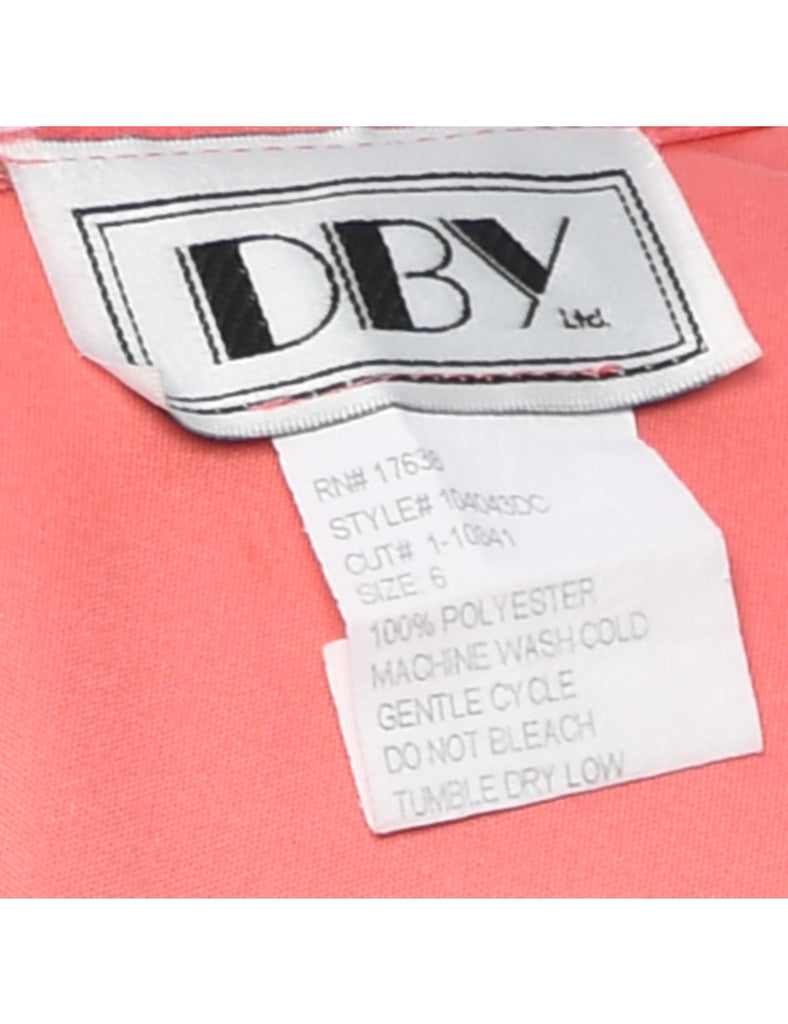 DBY Ltd.
RN# 17638
STYLE# 104043DC
CUT# 1-10841
SIZE: 6
100% POLYESTER
MACHINE WASH COLD
GENTLE CYCLE
DO NOT BLEACH
TUMBLE DRY LOW